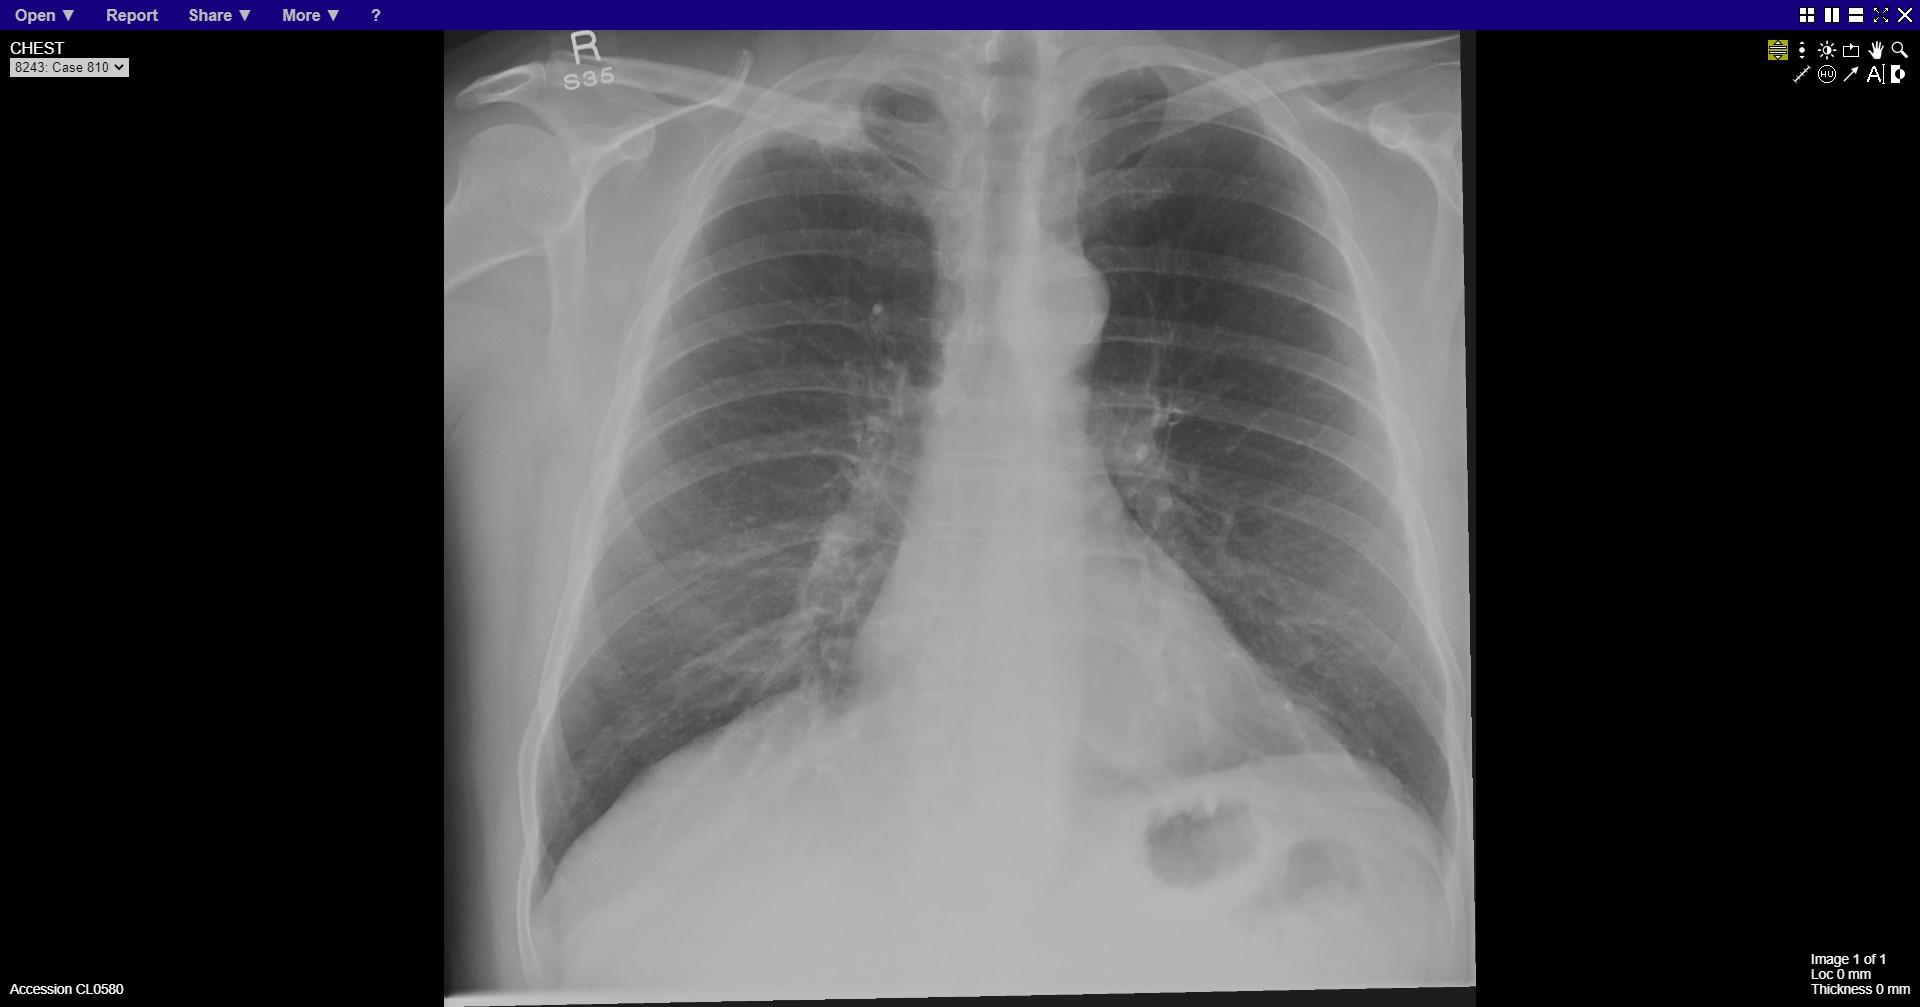 Open ▼ Report Share ▼ More ▼ ?
CHEST
8243: Case 810
R
S35
HU
A
Accession CL0580
Image 1 of 1
Loc 0 mm
Thickness 0 mm